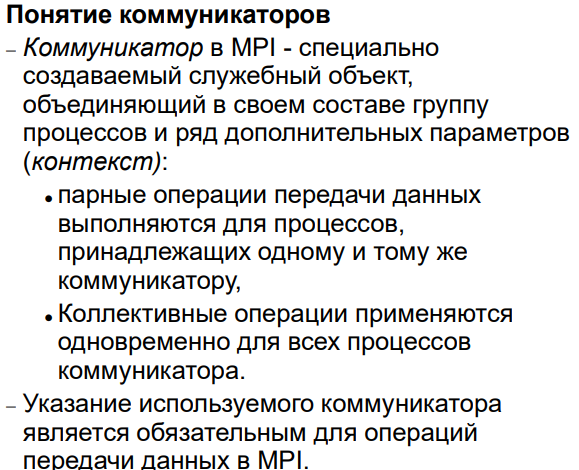 Понятие коммуникаторов
– Коммуникатор в MPI - специально
создаваемый служебный объект,
объединяющий в своем составе группу
процессов и ряд дополнительных параметров
(контекст):
• парные операции передачи данных
выполняются для процессов,
принадлежащих одному и тому же
коммуникатору,
• Коллективные операции применяются
одновременно для всех процессов
коммуникатора.
– Указание используемого коммуникатора
является обязательным для операций
передачи данных в MPI.